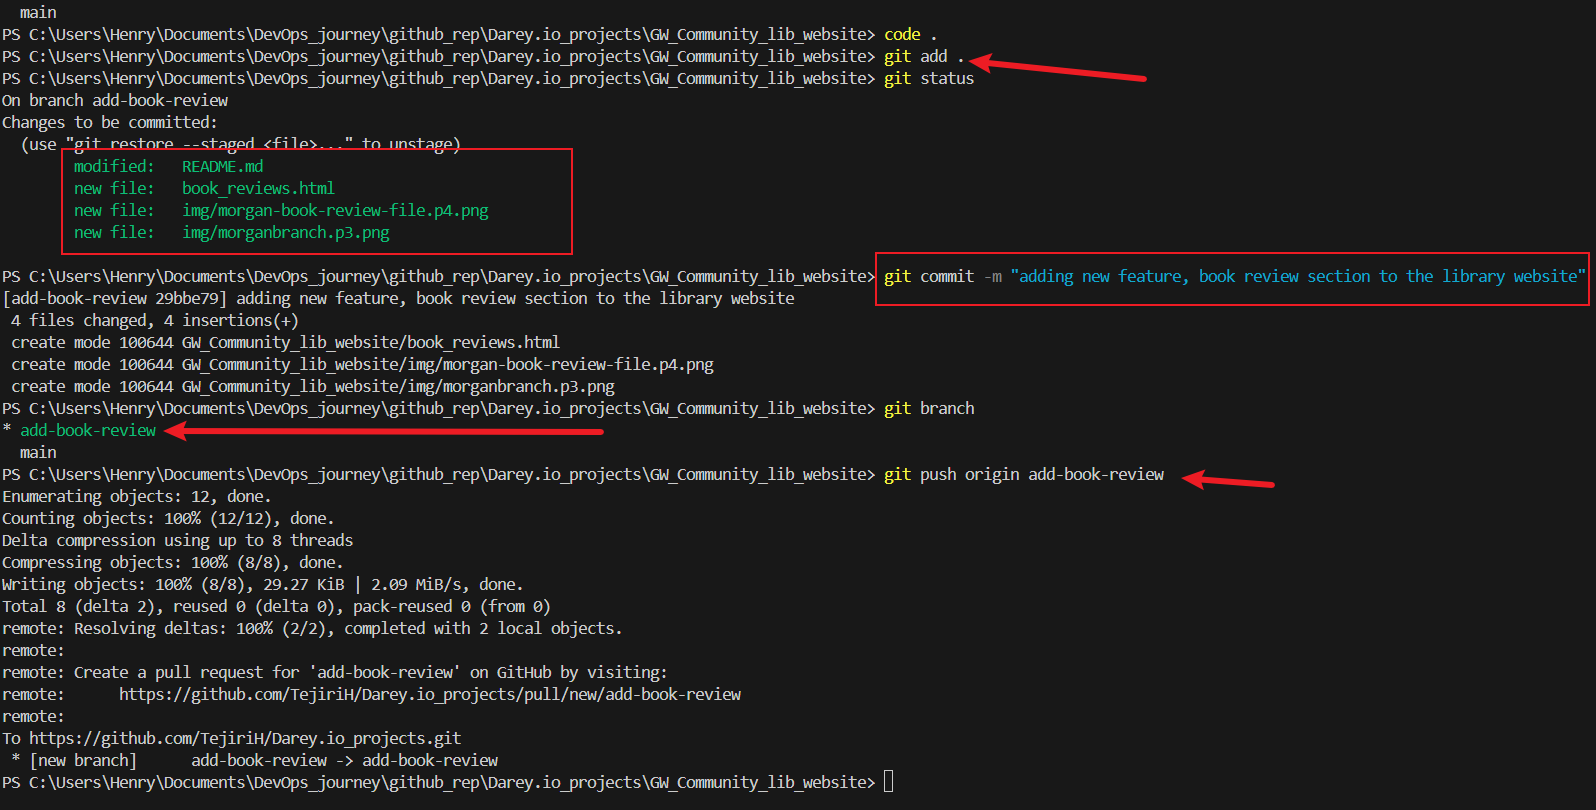 main
PS C:\Users\Henry\Documents\DevOps_journey\github_rep\Darey.io_projects\GW_Community_lib_website> code .
PS C:\Users\Henry\Documents\DevOps_journey\github_rep\Darey.io_projects\GW_Community_lib_website> git add .
PS C:\Users\Henry\Documents\DevOps_journey\github_rep\Darey.io_projects\GW_Community_lib_website> git status
On branch add-book-review
Changes to be committed:
  (use "git restore --staged <file>..." to unstage)
        modified:   README.md
        new file:   book_reviews.html
        new file:   img/morgan-book-review-file.p4.png
        new file:   img/morganbranch.p3.png
PS C:\Users\Henry\Documents\DevOps_journey\github_rep\Darey.io_projects\GW_Community_lib_website> git commit -m "adding new feature, book review section to the library website"
[add-book-review 29bbe79] adding new feature, book review section to the library website
 4 files changed, 4 insertions(+)
 create mode 100644 GW_Community_lib_website/book_reviews.html
 create mode 100644 GW_Community_lib_website/img/morgan-book-review-file.p4.png
 create mode 100644 GW_Community_lib_website/img/morganbranch.p3.png
PS C:\Users\Henry\Documents\DevOps_journey\github_rep\Darey.io_projects\GW_Community_lib_website> git branch
* add-book-review
  main
PS C:\Users\Henry\Documents\DevOps_journey\github_rep\Darey.io_projects\GW_Community_lib_website> git push origin add-book-review
Enumerating objects: 12, done.
Counting objects: 100% (12/12), done.
Delta compression using up to 8 threads
Compressing objects: 100% (8/8), done.
Writing objects: 100% (8/8), 29.27 KiB | 2.09 MiB/s, done.
Total 8 (delta 2), reused 0 (delta 0), pack-reused 0 (from 0)
remote: Resolving deltas: 100% (2/2), completed with 2 local objects.
remote:
remote: Create a pull request for 'add-book-review' on GitHub by visiting:
remote:      https://github.com/TejiriH/Darey.io_projects/pull/new/add-book-review
remote:
To https://github.com/TejiriH/Darey.io_projects.git
 * [new branch]      add-book-review -> add-book-review
PS C:\Users\Henry\Documents\DevOps_journey\github_rep\Darey.io_projects\GW_Community_lib_website>